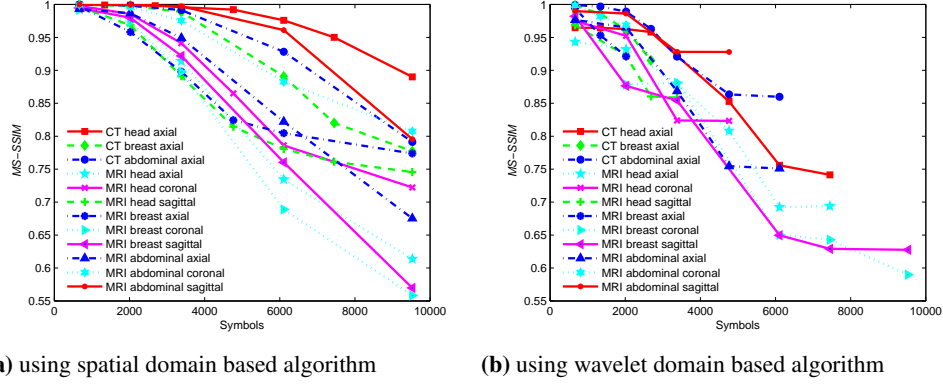 1
0.95
0.9
0.85
0.8
0.75
0.7
0.65
0.6
0.55
MS−SSIM
CT head axial
CT breast axial
CT abdominal axial
MRI head axial
MRI head coronal
MRI head sagittal
MRI breast axial
MRI breast coronal
MRI breast sagittal
MRI abdominal axial
MRI abdominal coronal
MRI abdominal sagittal
0 2000 4000 6000 8000 10000
Symbols
1
0.95
0.9
0.85
0.8
0.75
0.7
0.65
0.6
0.55
MS−SSIM
CT head axial
CT breast axial
CT abdominal axial
MRI head axial
MRI head coronal
MRI head sagittal
MRI breast axial
MRI breast coronal
MRI breast sagittal
MRI abdominal axial
MRI abdominal coronal
MRI abdominal sagittal
0 2000 4000 6000 8000 10000
Symbols
) using spatial domain based algorithm
(b) using wavelet domain based algorithm